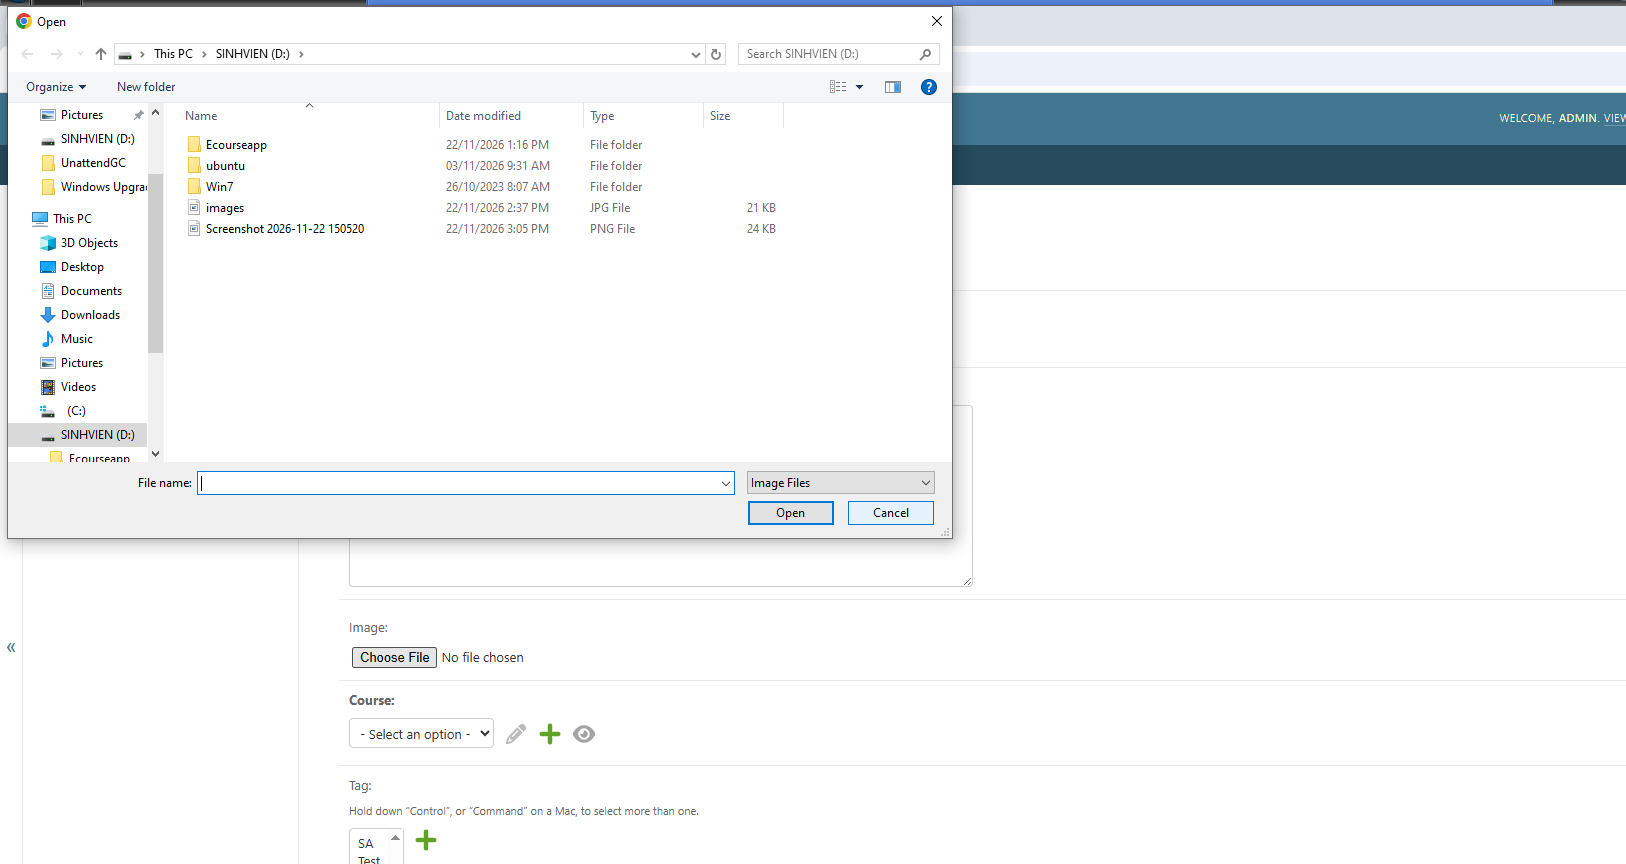 Open
This PC
SINHVIEN (D:)
Search SINHVIEN (D:)
Organize
New folder
Pictures
SINHVIEN (D:)
UnattendGC
Windows Upgra
This PC
3D Objects
Desktop
Documents
Downloads
Music
Pictures
Videos
(C:)
SINHVIEN (D:)
Ecourseapp
Name Date modified Type Size
Ecourseapp 22/11/2026 1:16 PM File folder
ubuntu 03/11/2026 9:31 AM File folder
Win7 26/10/2023 8:07 AM File folder
images 22/11/2026 2:37 PM JPG File 21 KB
Screenshot 2026-11-22 150520 22/11/2026 3:05 PM PNG File 24 KB
File name:
Image Files
Open
Cancel
WELCOME, ADMIN. VIEW
Image:
Choose File No file chosen
Course:
- Select an option -
Tag:
Hold down “Control”, or “Command” on a Mac, to select more than one.
SA
Test